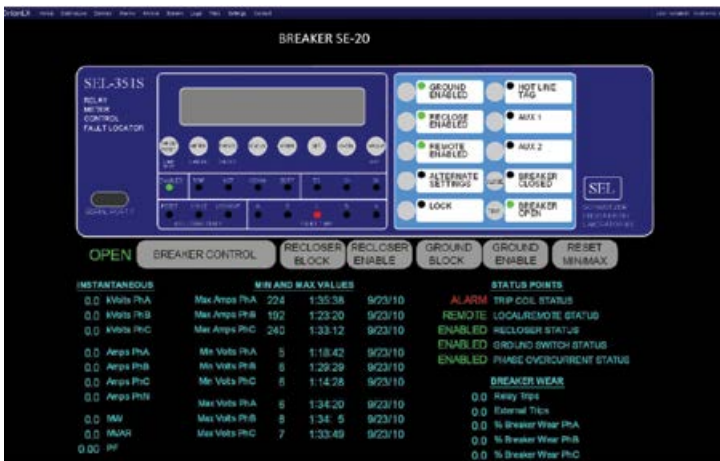 BREAKER SE-20
SEL-351S
RELAY
METER
CONTROL
FAULT LOCATOR
GROUND ENABLED
HOT LINE TAG
RECLOSE ENABLED
AUX 1
REMOTE ENABLED
AUX 2
ALTERNATE SETTINGS
BREAKER CLOSED
LOCK
BREAKER OPEN
SEL
OPEN
BREAKER CONTROL
RECLOSER BLOCK
RECLOSER ENABLE
GROUND BLOCK
GROUND ENABLE
RESET MIN/MAX
INSTANTANEOUS
0.0 kVolts PhA
0.0 kVolts PhB
0.0 kVolts PhC
0.0 Amps PhA
0.0 Amps PhB
0.0 Amps PhC
0.0 Amps PhN
0.0 MW
0.0 MVAR
0.00 PF
MIN AND MAX VALUES
Max Amps PhA 224 1:35:38 9/23/10
Max Amps PhB 192 1:23:20 9/23/10
Max Amps PhC 240 1:33:12 9/23/10
Min Volts PhA 5 1:18:42 9/23/10
Min Volts PhB 6 1:29:29 9/23/10
Min Volts PhC 6 1:14:28 9/23/10
Max Volts PhA 6 1:34:20 9/23/10
Max Volts PhB 6 1:34: 5 9/23/10
Max Volts PhC 7 1:33:49 9/23/10
STATUS POINTS
ALARM TRIP COIL STATUS
REMOTE LOCAL/REMOTE STATUS
ENABLED RECLOSER STATUS
ENABLED GROUND SWITCH STATUS
ENABLED PHASE OVERCURRENT STATUS
BREAKER WEAR
0.0 Relay Trips
0.0 External Trips
0.0 % Breaker Wear PhA
0.0 % Breaker Wear PhB
0.0 % Breaker Wear PhC